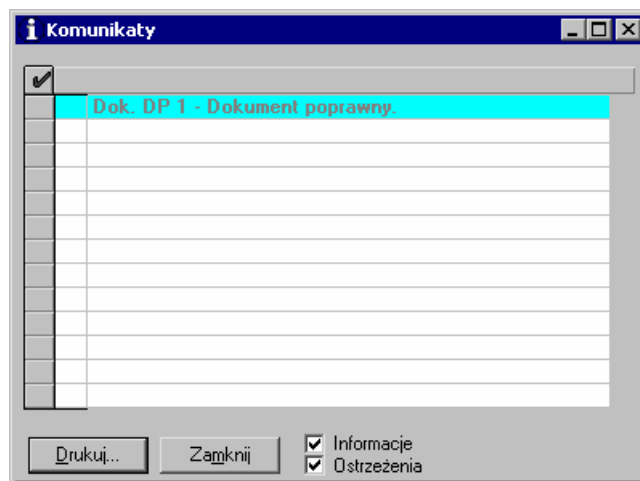 Komunikaty
Dok. DP 1 - Dokument poprawny.
Drukuj...
Zamknij
Informacje
Ostrzeżenia